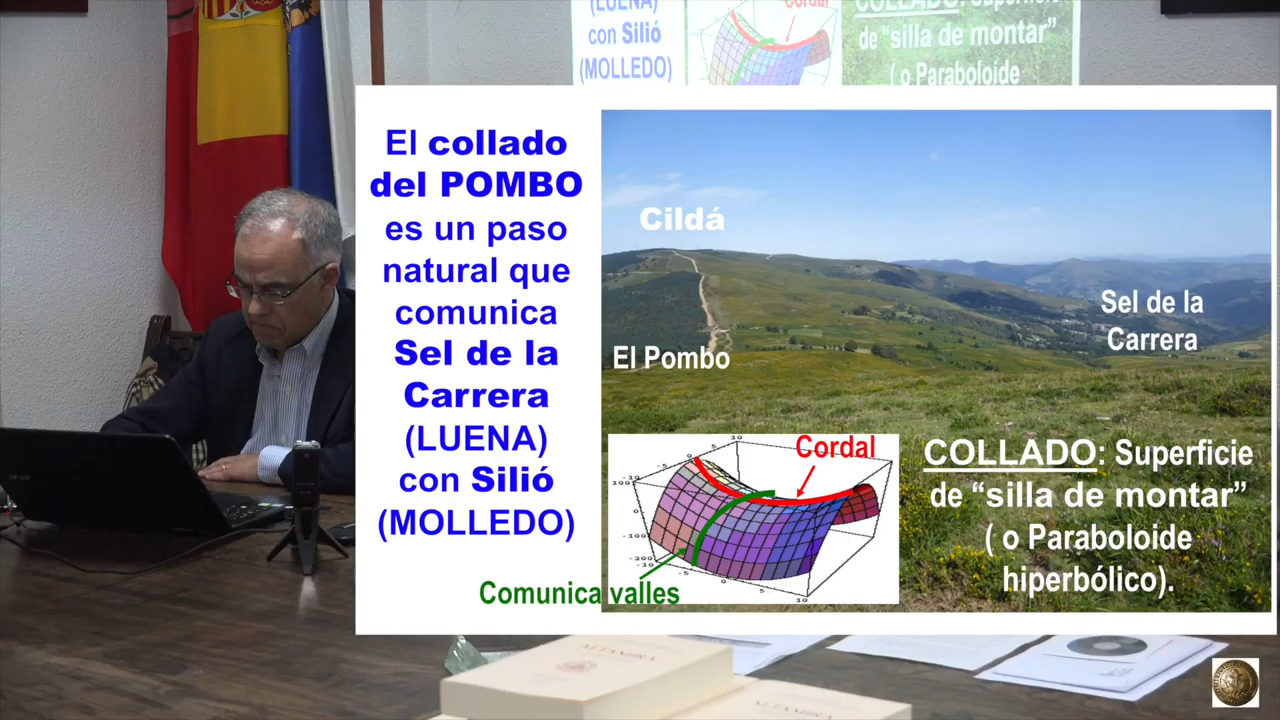 (LUENA)
con Silió
(MOLLEDO)
Cordal
COLLADO: Superficie
de “silla de montar”
( o Paraboloide
El collado
del POMBO
es un paso
natural que
comunica
Sel de la
Carrera
(LUENA)
con Silió
(MOLLEDO)
Cildá
El Pombo
Sel de la
Carrera
Cordal
Comunica valles
COLLADO: Superficie
de “silla de montar”
( o Paraboloide
hiperbólico).
ALTAMIRA
ALTAMIRA